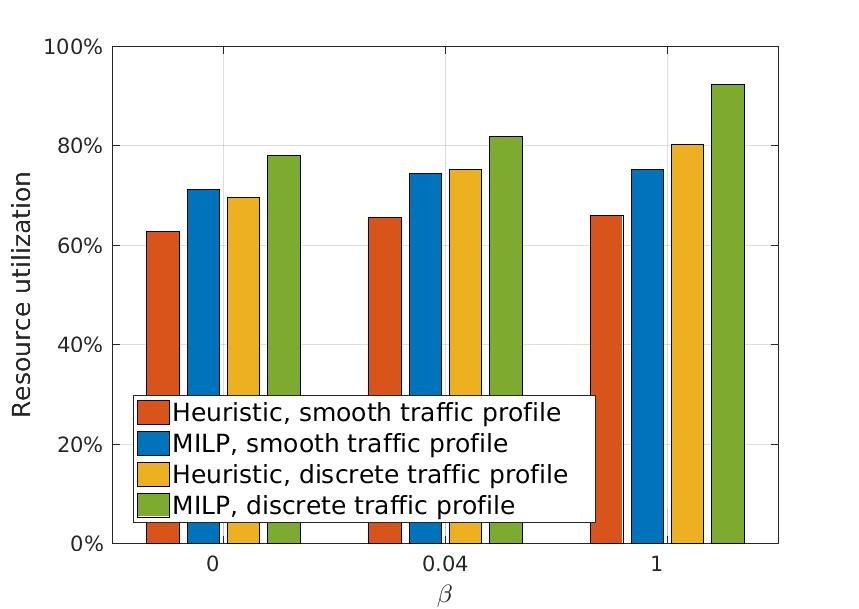 100%
80%
60%
40%
20%
0%
Resource utilization
Heuristic, smooth traffic profile
MILP, smooth traffic profile
Heuristic, discrete traffic profile
MILP, discrete traffic profile
0 0.04 1
β